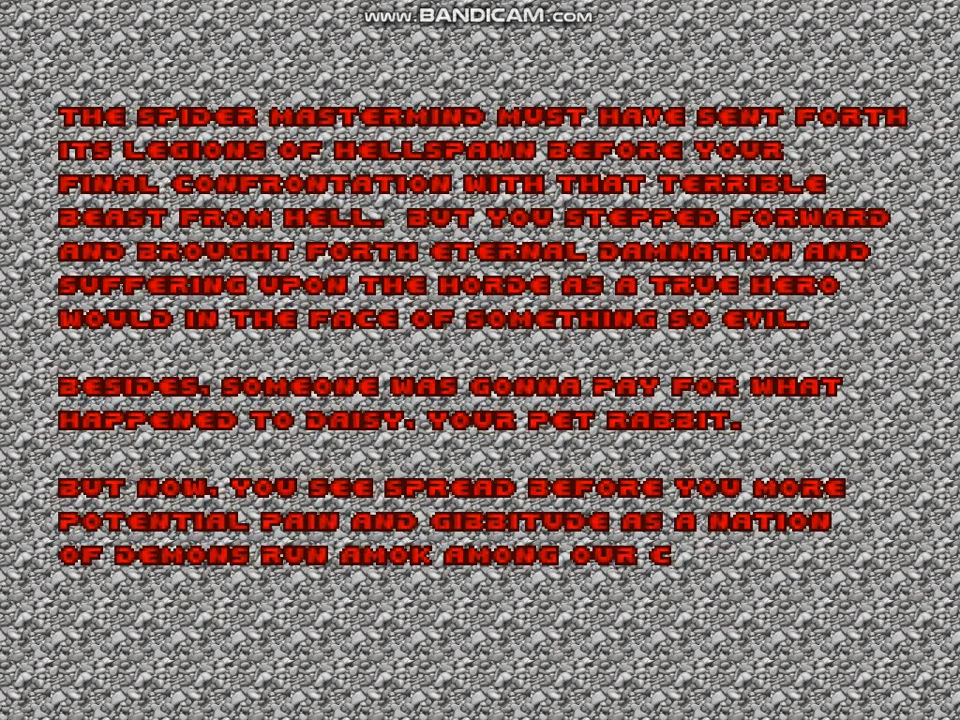 www.BANDICAM.com
THE SPIDER MASTERMIND MUST HAVE SENT FORTH
ITS LEGIONS OF HELLSPAWN BEFORE YOUR
FINAL CONFRONTATION WITH THAT TERRIBLE
BEAST FROM HELL. BUT YOU STEPPED FORWARD
AND BROUGHT FORTH ETERNAL DAMNATION AND
SUFFERING UPON THE HORDE AS A TRUE HERO
WOULD IN THE FACE OF SOMETHING SO EVIL.
BESIDES, SOMEONE WAS GONNA PAY FOR WHAT
HAPPENED TO DAISY, YOUR PET RABBIT.
BUT NOW, YOU SEE SPREAD BEFORE YOU MORE
POTENTIAL PAIN AND GIBBITUDE AS A NATION
OF DEMONS RUN AMOK AMONG OUR C